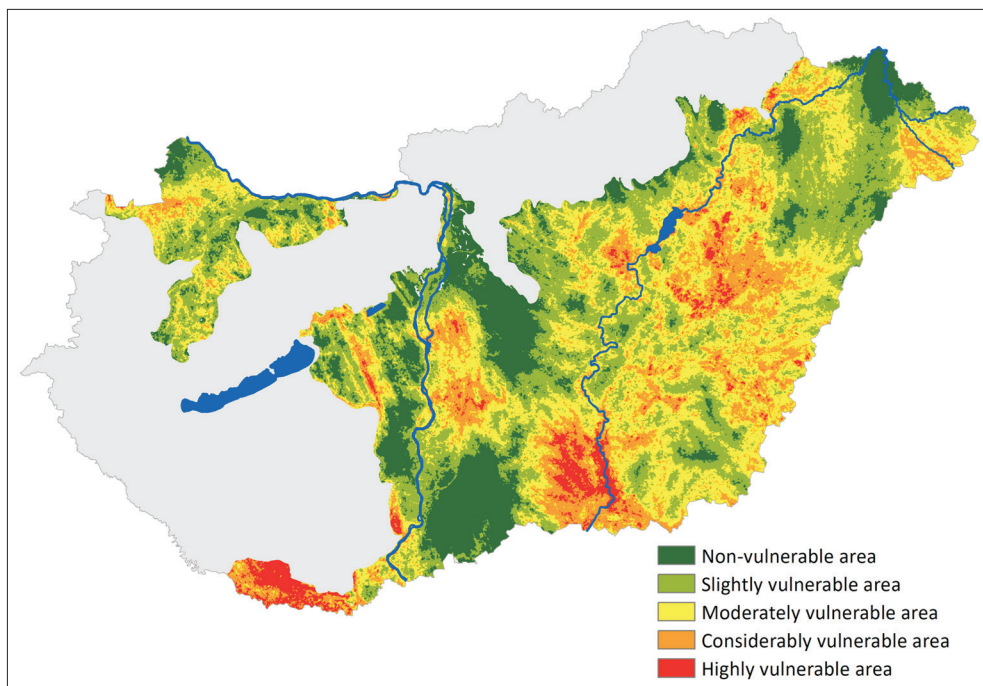 Non-vulnerable area
Slightly vulnerable area
Moderately vulnerable area
Considerably vulnerable area
Highly vulnerable area